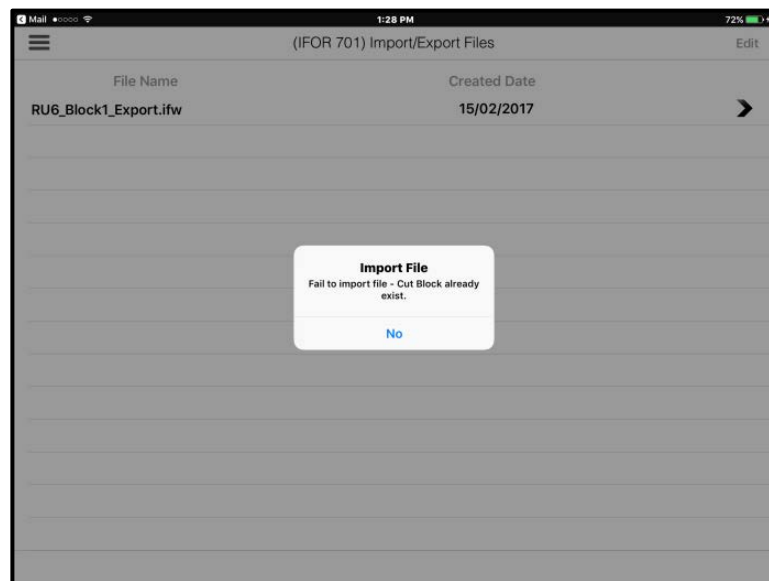 Mail 1:28 PM 72%
(IFOR 701) Import/Export Files Edit
File Name Created Date
RU6_Block1_Export.ifw 15/02/2017
Import File
Fail to import file - Cut Block already
exist.
No